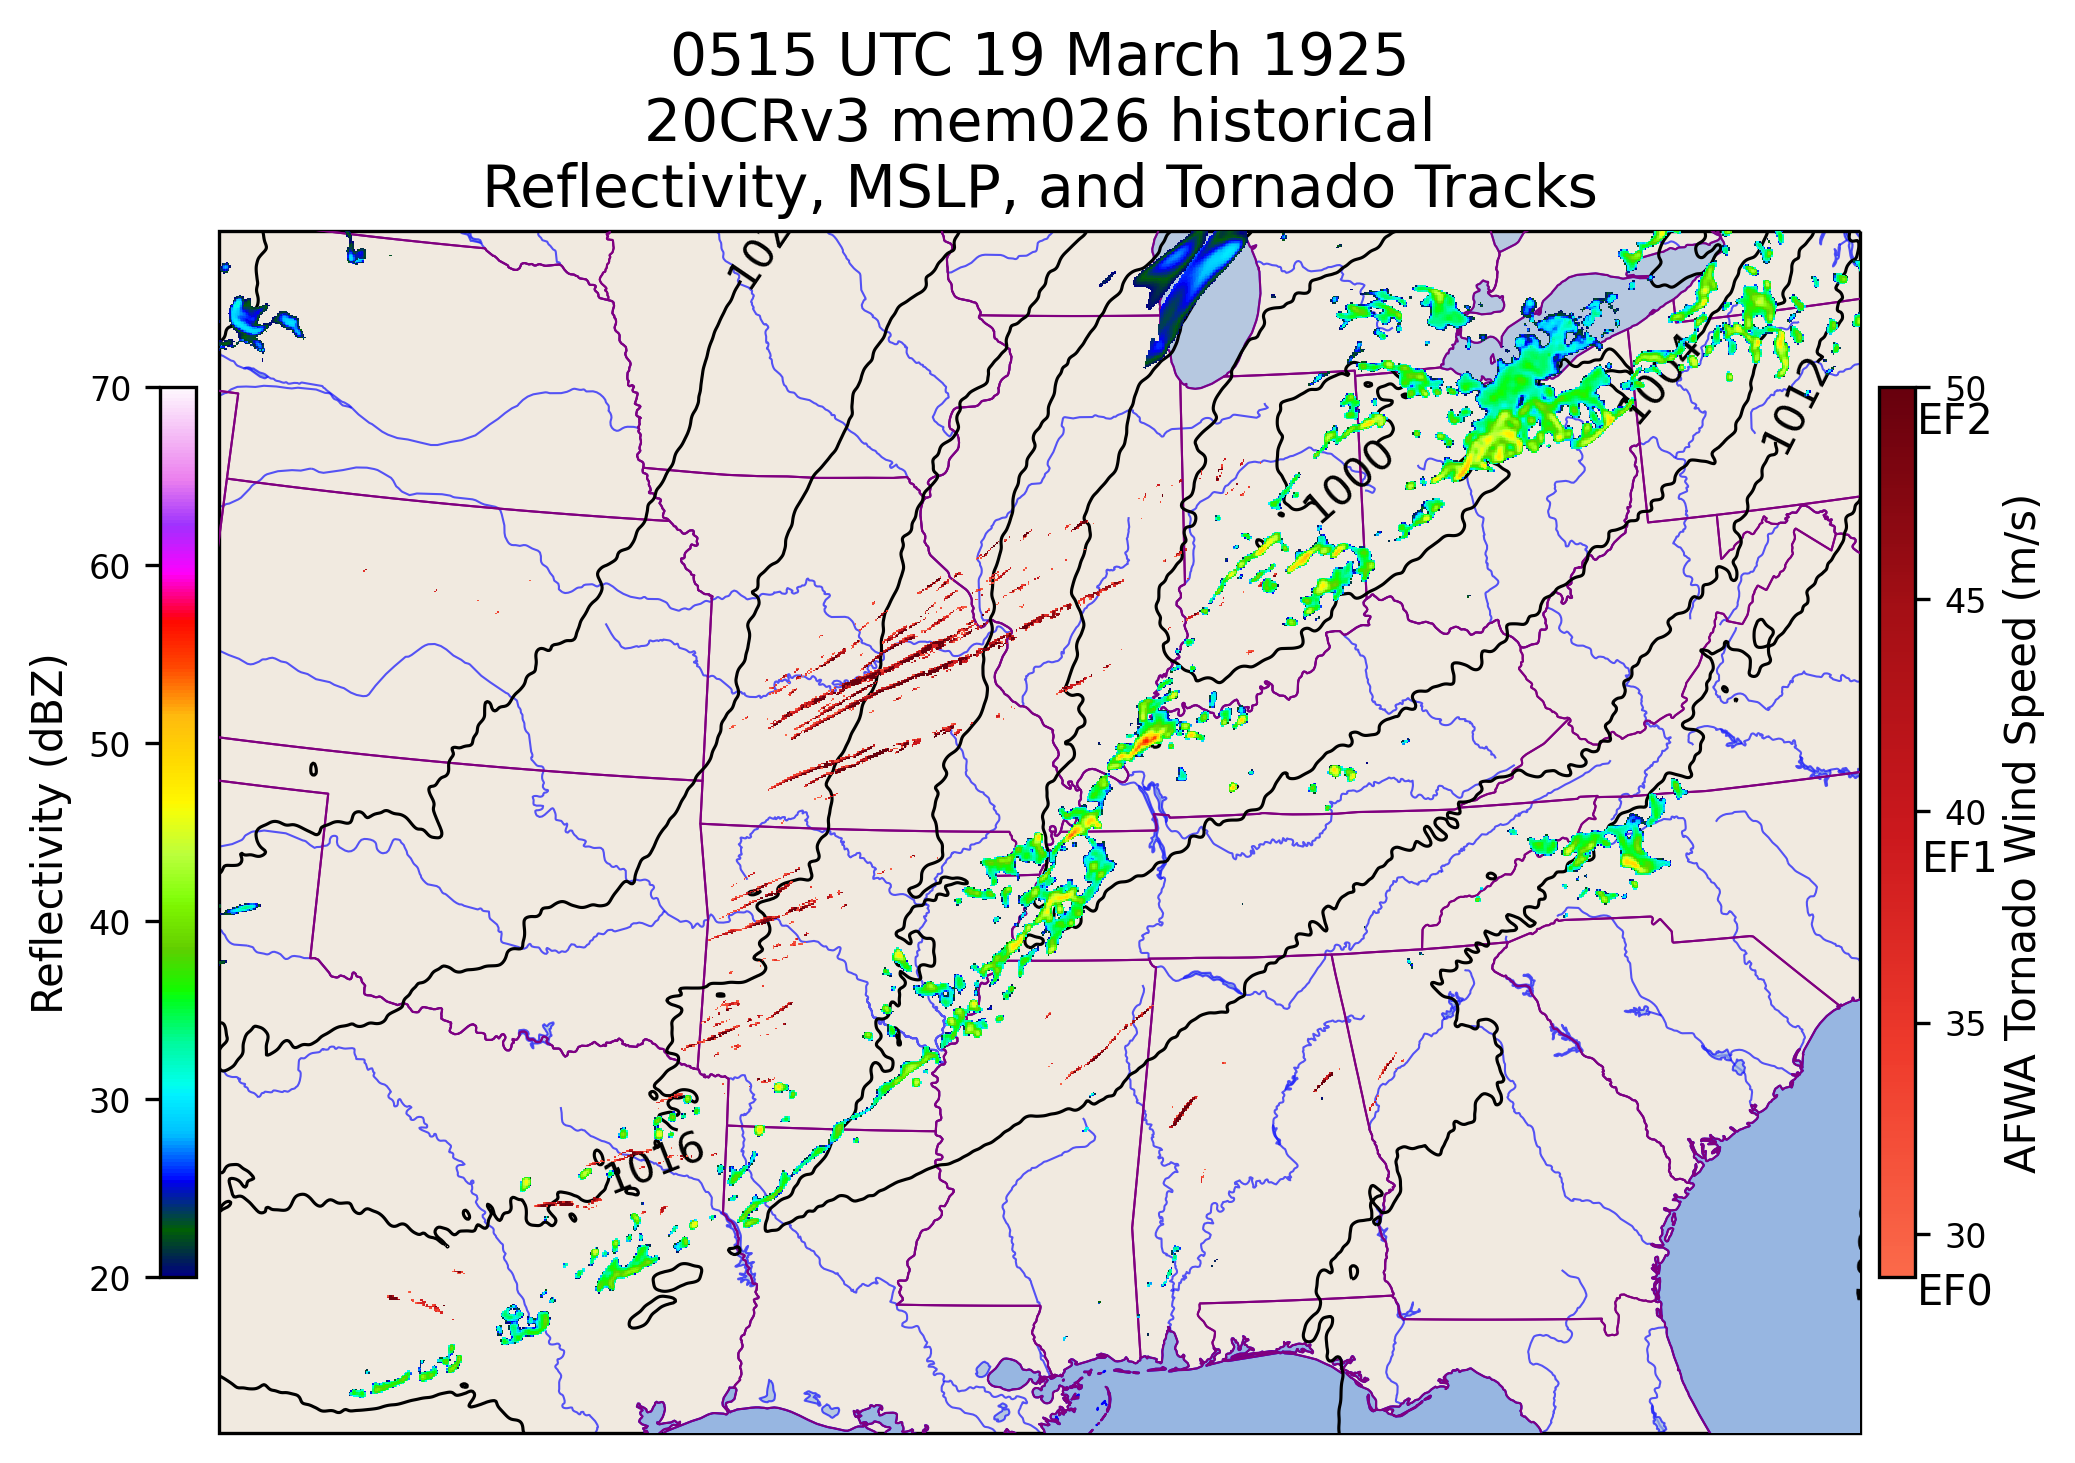 0515 UTC 19 March 1925
20CRv3 mem026 historical
Reflectivity, MSLP, and Tornado Tracks
102
1004
1012
1000
1016
70
60
50
40
30
20
Reflectivity (dBZ)
50
EF2
45
40
EF1
35
30
EF0
AFWA Tornado Wind Speed (m/s)